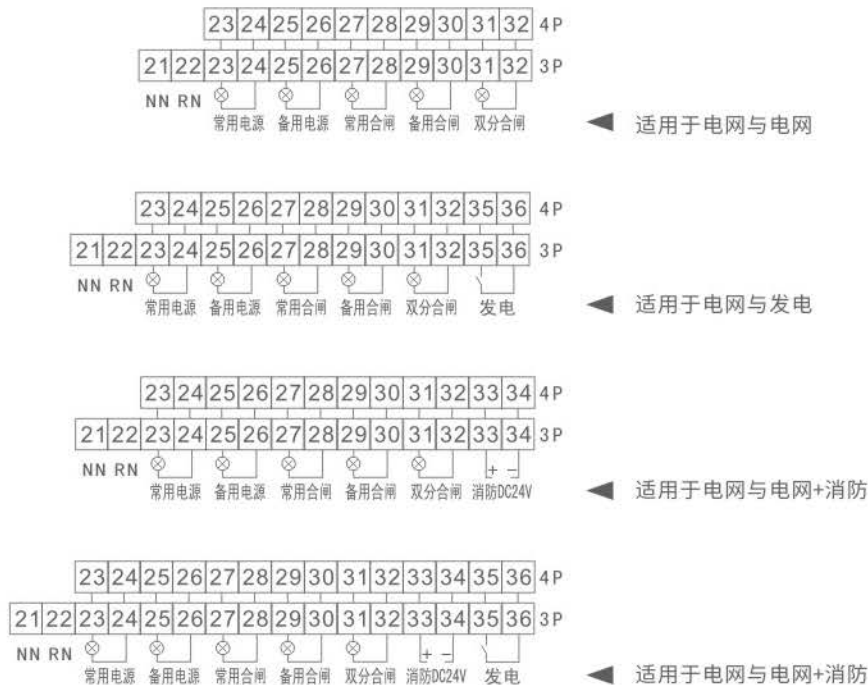 23 24 25 26 27 28 29 30 31 32 4P
21 22 23 24 25 26 27 28 29 30 31 32 3P
NN RN
常用电源 备用电源 常用合闸 备用合闸 双分合闸
适用于电网与电网
23 24 25 26 27 28 29 30 31 32 35 36 4P
21 22 23 24 25 26 27 28 29 30 31 32 35 36 3P
NN RN
常用电源 备用电源 常用合闸 备用合闸 双分合闸 发电
适用于电网与发电
23 24 25 26 27 28 29 30 31 32 33 34 4P
21 22 23 24 25 26 27 28 29 30 31 32 33 34 3P
NN RN + −
常用电源 备用电源 常用合闸 备用合闸 双分合闸 消防DC24V
适用于电网与电网+消防
23 24 25 26 27 28 29 30 31 32 33 34 35 36 4P
21 22 23 24 25 26 27 28 29 30 31 32 33 34 35 36 3P
NN RN + −
常用电源 备用电源 常用合闸 备用合闸 双分合闸 消防DC24V 发电
适用于电网与电网+消防